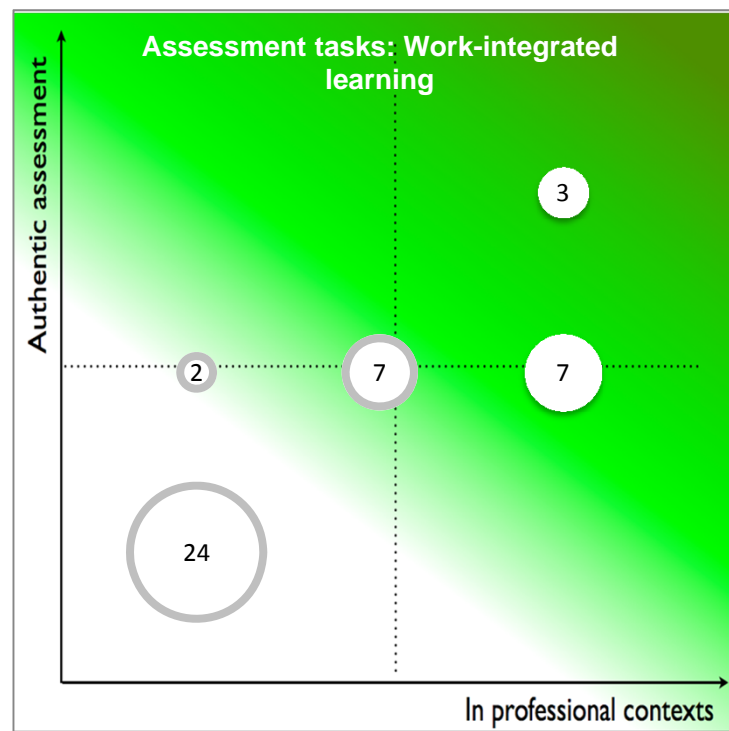 Assessment tasks: Work-integrated
learning
Authentic assessment
3
2
7
7
24
In professional contexts